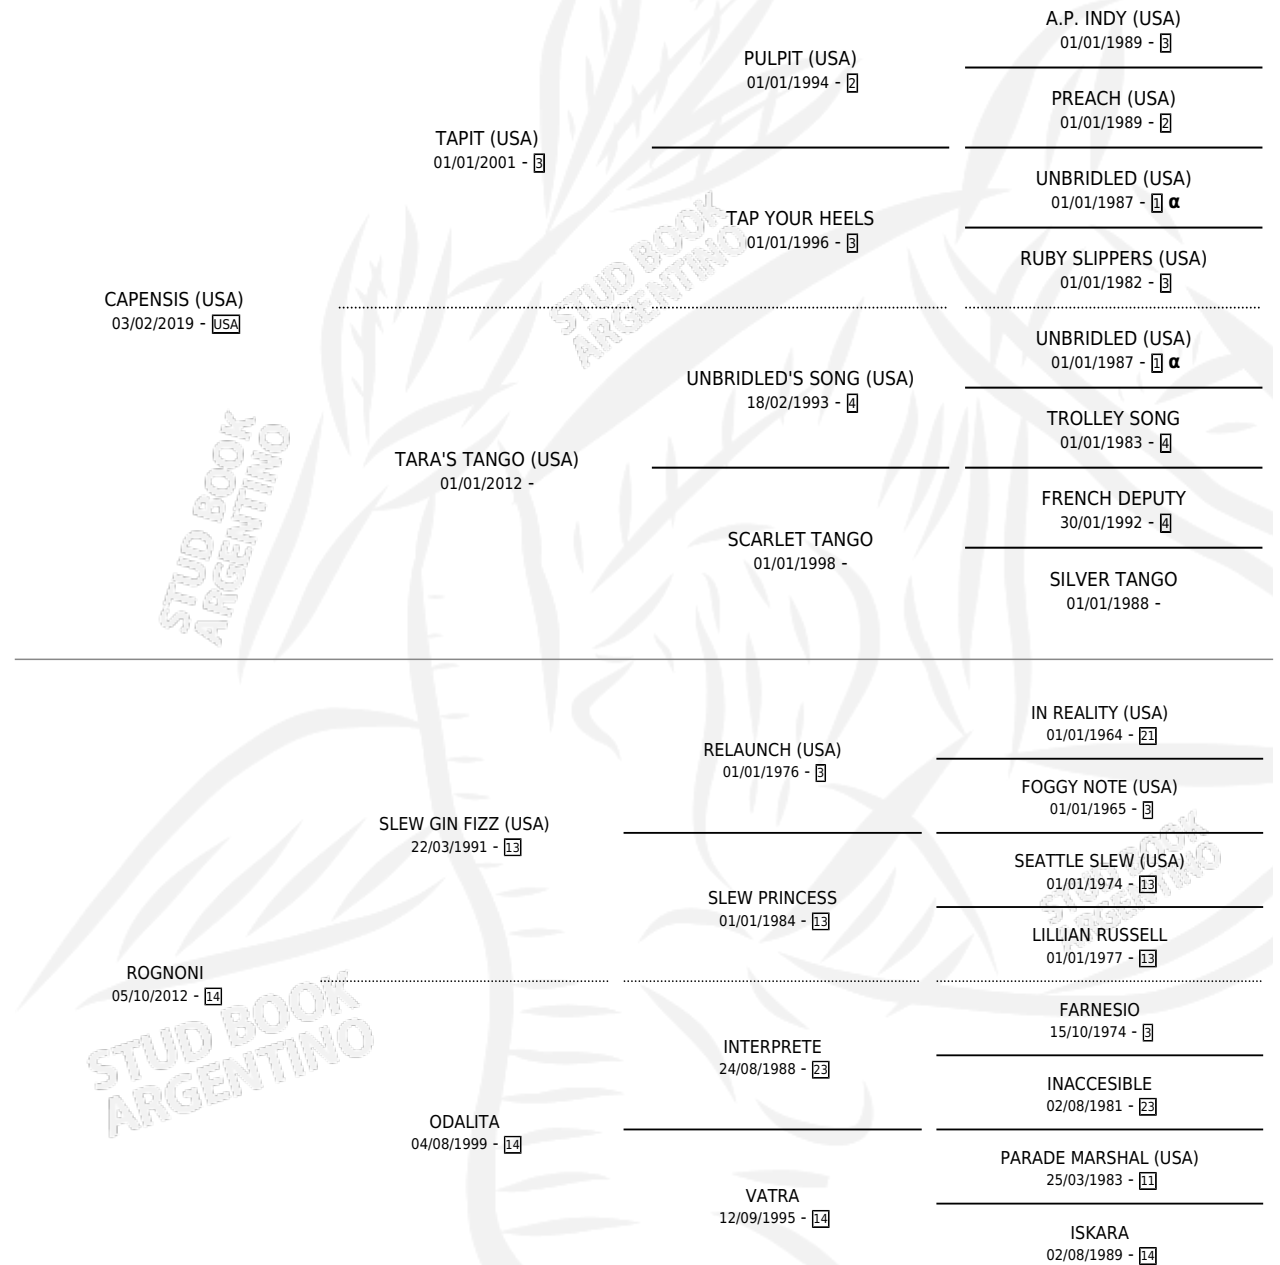 A.P. INDY (USA)
01/01/1989 - 3
PULPIT (USA)
01/01/1994 - 2
PREACH (USA)
01/01/1989 - 2
TAPIT (USA)
01/01/2001 - 3
UNBRIDLED (USA)
01/01/1987 - 1 α
TAP YOUR HEELS
01/01/1996 - 3
RUBY SLIPPERS (USA)
01/01/1982 - 3
CAPENSIS (USA)
03/02/2019 - USA
UNBRIDLED (USA)
01/01/1987 - 1 α
UNBRIDLED'S SONG (USA)
18/02/1993 - 4
TROLLEY SONG
01/01/1983 - 4
TARA'S TANGO (USA)
01/01/2012 -
FRENCH DEPUTY
30/01/1992 - 4
SCARLET TANGO
01/01/1998 -
SILVER TANGO
01/01/1988 -
IN REALITY (USA)
01/01/1964 - 21
RELAUNCH (USA)
01/01/1976 - 3
FOGGY NOTE (USA)
01/01/1965 - 3
SLEW GIN FIZZ (USA)
22/03/1991 - 13
SEATTLE SLEW (USA)
01/01/1974 - 13
SLEW PRINCESS
01/01/1984 - 13
LILLIAN RUSSELL
01/01/1977 - 13
ROGNONI
05/10/2012 - 14
FARNESIO
15/10/1974 - 3
INTERPRETE
24/08/1988 - 23
INACCESIBLE
02/08/1981 - 23
ODALITA
04/08/1999 - 14
PARADE MARSHAL (USA)
25/03/1983 - 11
VATRA
12/09/1995 - 14
ISKARA
02/08/1989 - 14
STUD BOOK
ARGENTINO
STUD BOOK
ARGENTINO
STUD BOOK
ARGENTINO
STUD BOOK
ARGENTINO